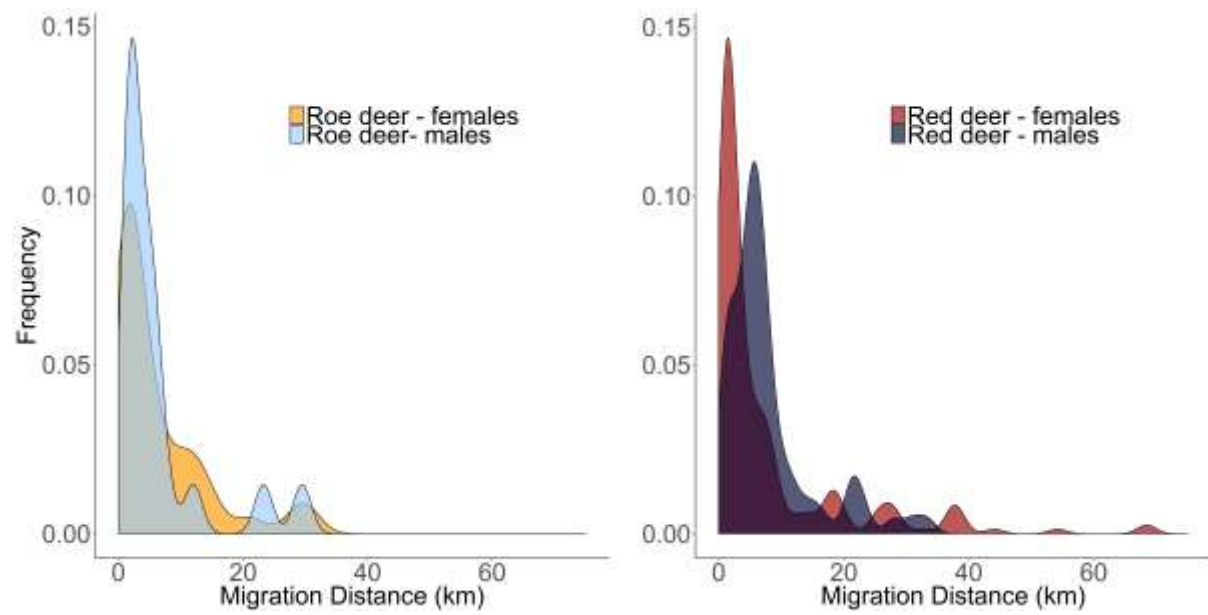 0.15
0.10
0.05
0.00
Frequency
Roe deer - females
Roe deer- males
0 20 40 60
Migration Distance (km)
0.15
0.10
0.05
0.00
Red deer - females
Red deer - males
0 20 40 60
Migration Distance (km)